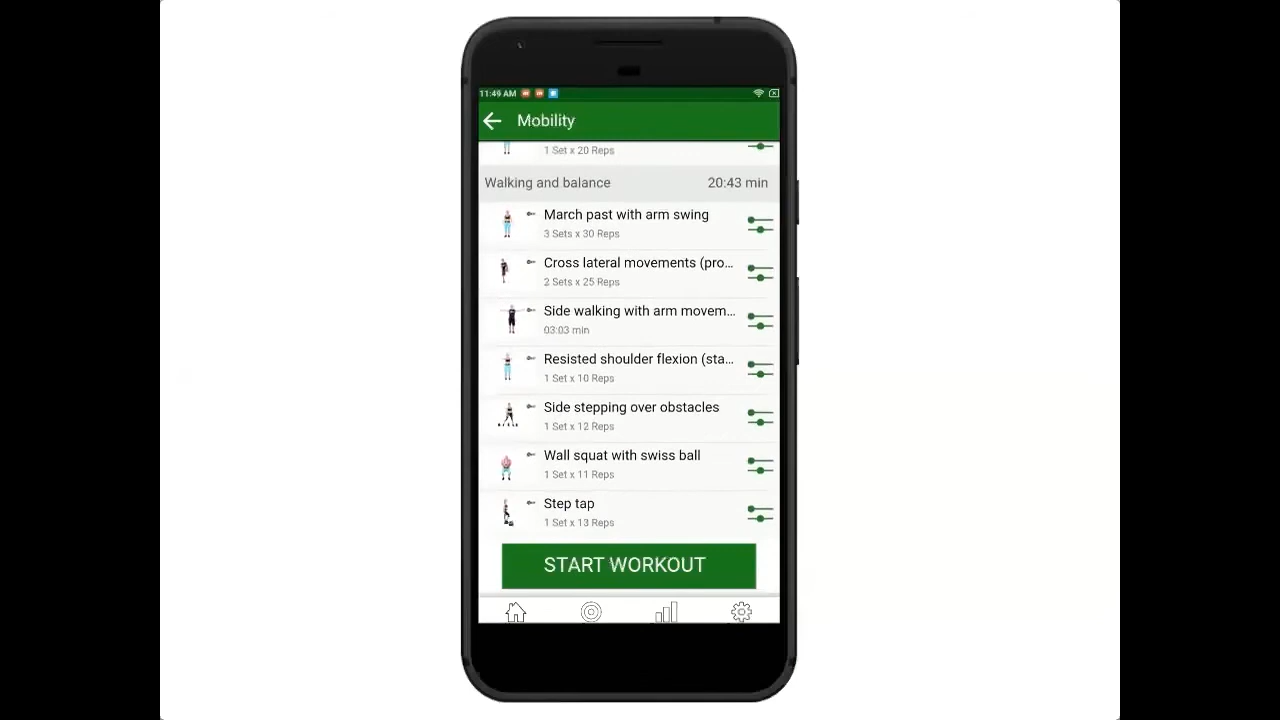 11:49 AM
Mobility
1 Set x 20 Reps
Walking and balance 20:43 min
March past with arm swing
3 Sets x 30 Reps
Cross lateral movements (pro...
2 Sets x 25 Reps
Side walking with arm movem...
03:03 min
Resisted shoulder flexion (sta...
1 Set x 10 Reps
Side stepping over obstacles
1 Set x 12 Reps
Wall squat with swiss ball
1 Set x 11 Reps
Step tap
1 Set x 13 Reps
START WORKOUT